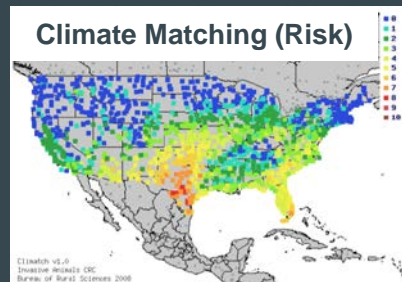 Climate Matching (Risk)
0
1
2
3
4
5
6
7
8
9
10
Climatch v1.0
Invasive Animals CRC
Bureau of Rural Sciences 2008